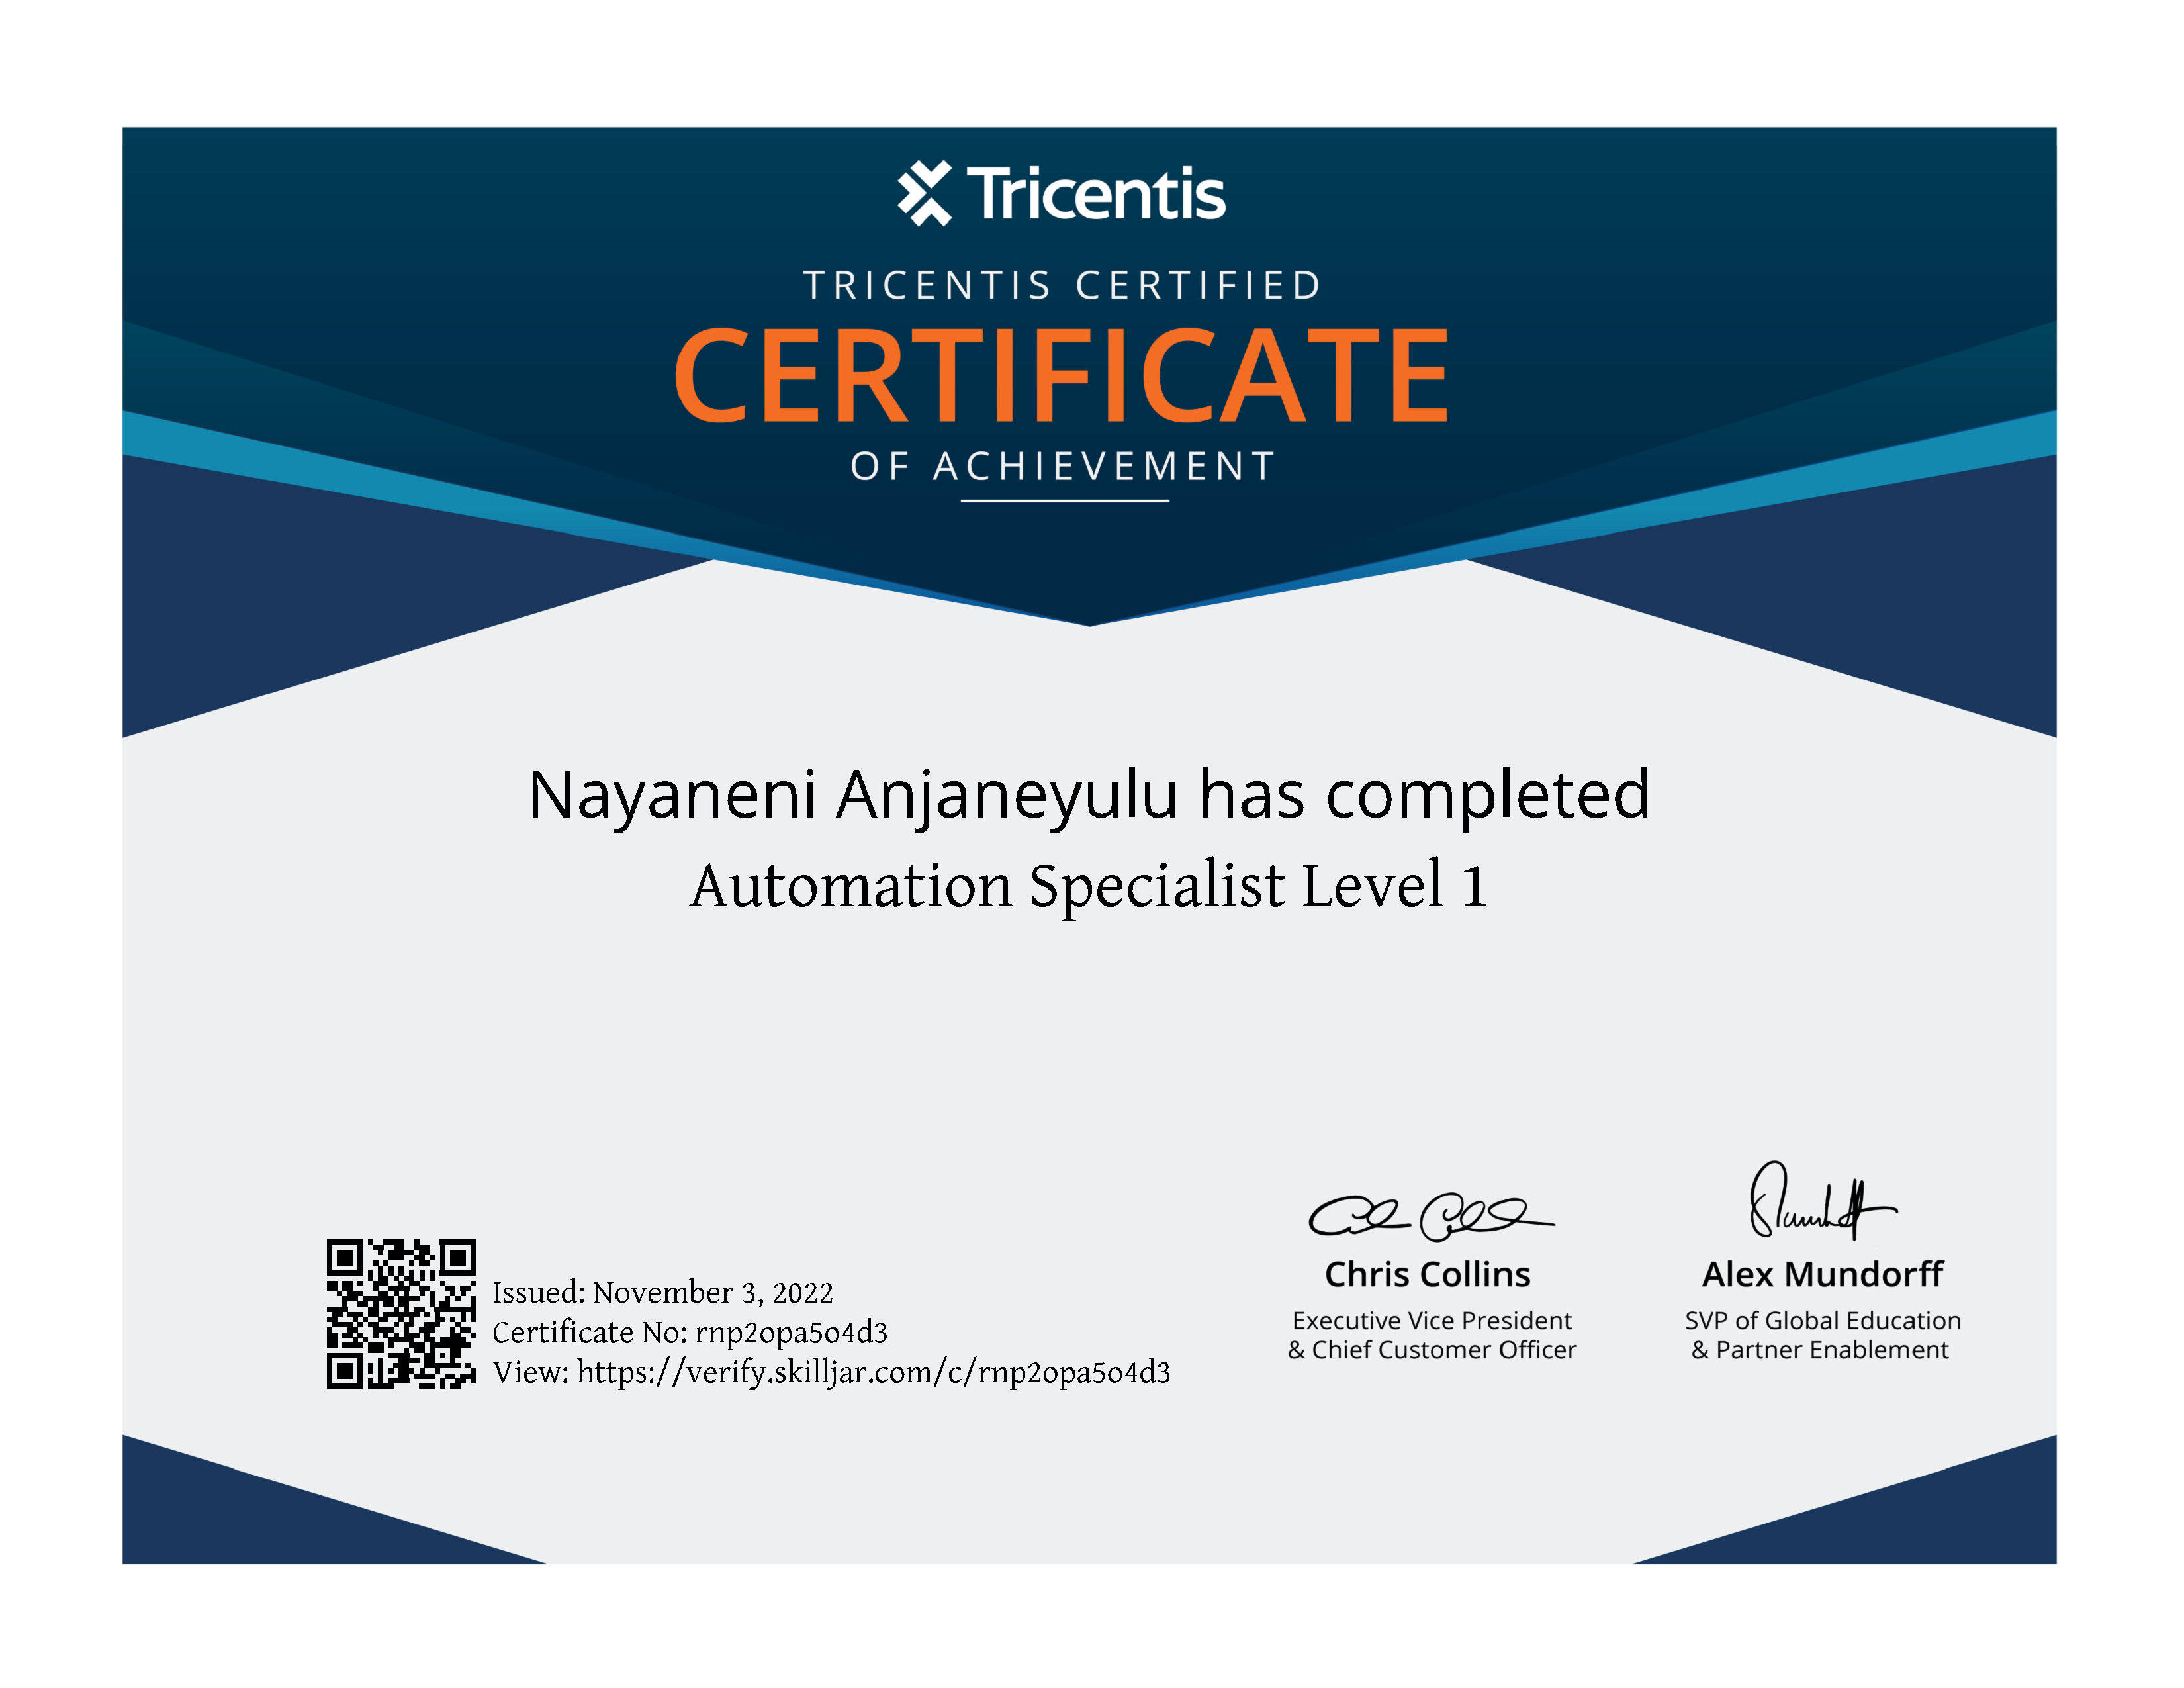 Tricentis
TRICENTIS CERTIFIED
CERTIFICATE
OF ACHIEVEMENT
Nayaneni Anjaneyulu has completed
Automation Specialist Level 1
Issued: November 3, 2022
Certificate No: rnp2opa5o4d3
View: https://verify.skilljar.com/c/rnp2opa5o4d3
Chris Collins
Executive Vice President
& Chief Customer Officer
Alex Mundorff
SVP of Global Education
& Partner Enablement